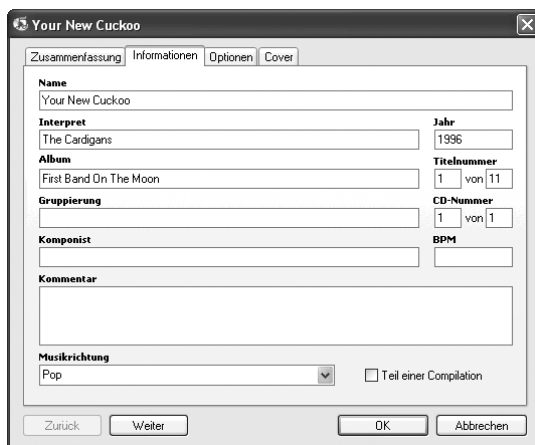 Your New Cuckoo
Zusammenfassung Informationen Optionen Cover
Name
Your New Cuckoo
Interpret Jahr
The Cardigans 1996
Album Titelnummer
First Band On The Moon 1 von 11
Gruppierung CD-Nummer
1 von 1
Komponist BPM
Kommentar
Musikrichtung
Pop Teil einer Compilation
Zurück Weiter OK Abbrechen